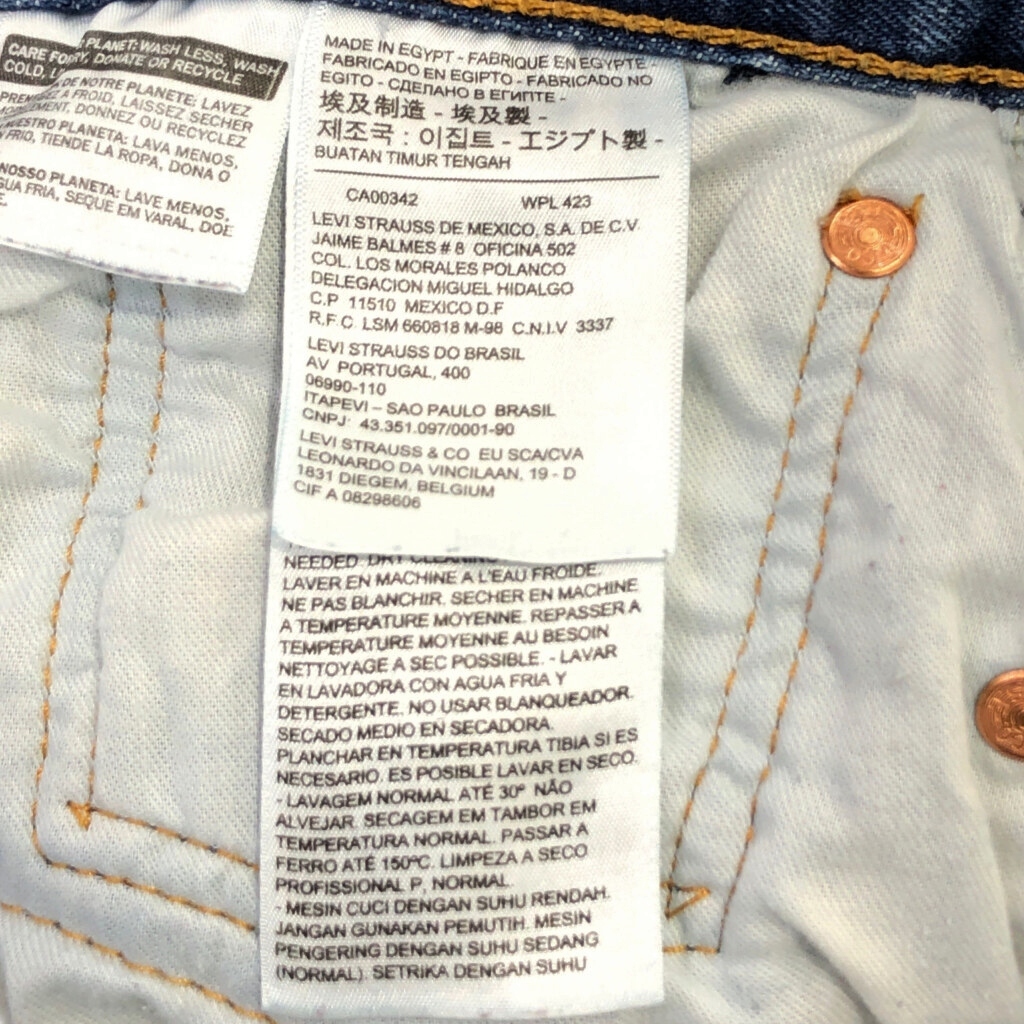 CARE FOR PLANET: WASH LESS, WASH
COLD, DONATE OR RECYCLE
DE NOTRE PLANETE: LAVEZ
A FROID, LAISSEZ SECHER
DONNEZ OU RECYCLEZ
PLANETA: LAVA MENOS,
FRIO, TIENDE LA ROPA, DONA O
NOSSO PLANETA: LAVE MENOS,
FRIA, SEQUE EM VARAL, DOE
MADE IN EGYPT - FABRIQUE EN EGYPTE
FABRICADO EN EGIPTO - FABRICADO NO
EGITO - СДЕЛАНО В ЕГИПТЕ -
埃及制造 - 埃及製 -
제조국 : 이집트 - エジプト製 -
BUATAN TIMUR TENGAH
CA00342 WPL 423
LEVI STRAUSS DE MEXICO, S.A. DE C.V.
JAIME BALMES # 8 OFICINA 502
COL. LOS MORALES POLANCO
DELEGACION MIGUEL HIDALGO
C.P 11510 MEXICO D.F
R.F.C. LSM 660818 M-98 C.N.I.V 3337
LEVI STRAUSS DO BRASIL
AV PORTUGAL, 400
06990-110
ITAPEVI – SAO PAULO BRASIL
CNPJ: 43.351.097/0001-90
LEVI STRAUSS & CO EU SCA/CVA
LEONARDO DA VINCILAAN, 19 - D
1831 DIEGEM, BELGIUM
CIF A 08298606
NEEDED. DRY CLEANING
LAVER EN MACHINE A L'EAU FROIDE.
NE PAS BLANCHIR. SECHER EN MACHINE
A TEMPERATURE MOYENNE. REPASSER A
TEMPERATURE MOYENNE AU BESOIN
NETTOYAGE A SEC POSSIBLE. - LAVAR
EN LAVADORA CON AGUA FRIA Y
DETERGENTE. NO USAR BLANQUEADOR.
SECADO MEDIO EN SECADORA.
PLANCHAR EN TEMPERATURA TIBIA SI ES
NECESARIO. ES POSIBLE LAVAR EN SECO.
- LAVAGEM NORMAL ATÉ 30º NÃO
ALVEJAR. SECAGEM EM TAMBOR EM
TEMPERATURA NORMAL. PASSAR A
FERRO ATÉ 150ºC. LIMPEZA A SECO
PROFISSIONAL P, NORMAL.
- MESIN CUCI DENGAN SUHU RENDAH.
JANGAN GUNAKAN PEMUTIH. MESIN
PENGERING DENGAN SUHU SEDANG
(NORMAL). SETRIKA DENGAN SUHU